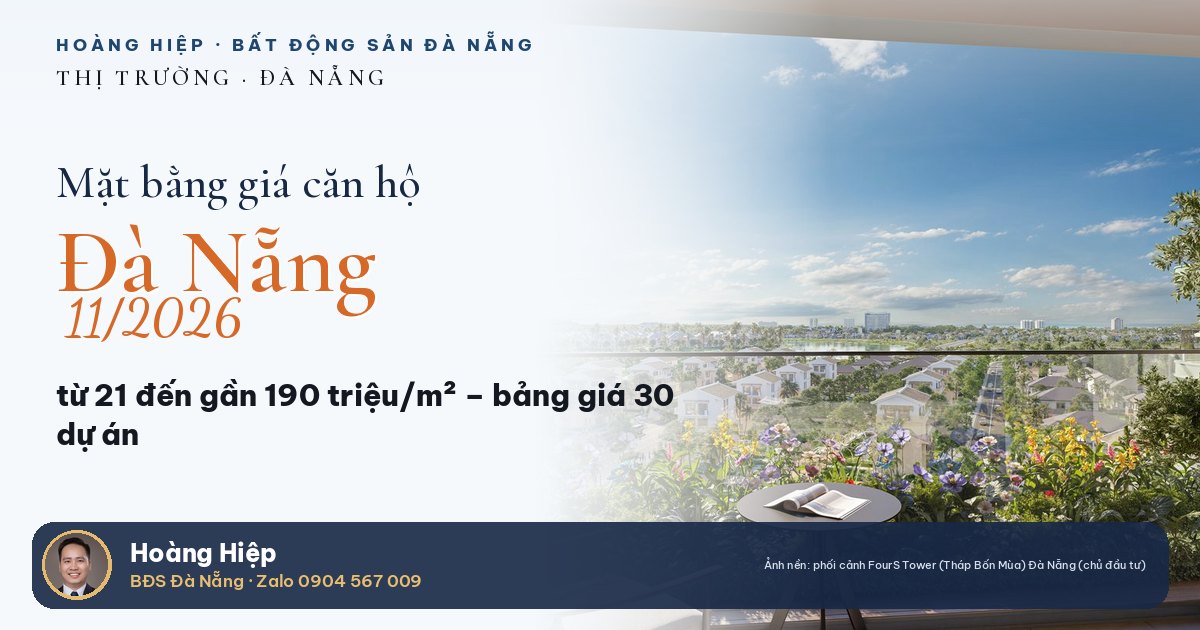 HOÀNG HIỆP · BẤT ĐỘNG SẢN ĐÀ NẴNG
THỊ TRƯỜNG · ĐÀ NẴNG
Mặt bằng giá căn hộ
Đà Nẵng
11/2026
từ 21 đến gần 190 triệu/m² – bảng giá 30
dự án
Hoàng Hiệp
BĐS Đà Nẵng · Zalo 0904 567 009
Ảnh nền: phối cảnh FourS Tower (Tháp Bốn Mùa) Đà Nẵng (chủ đầu tư)